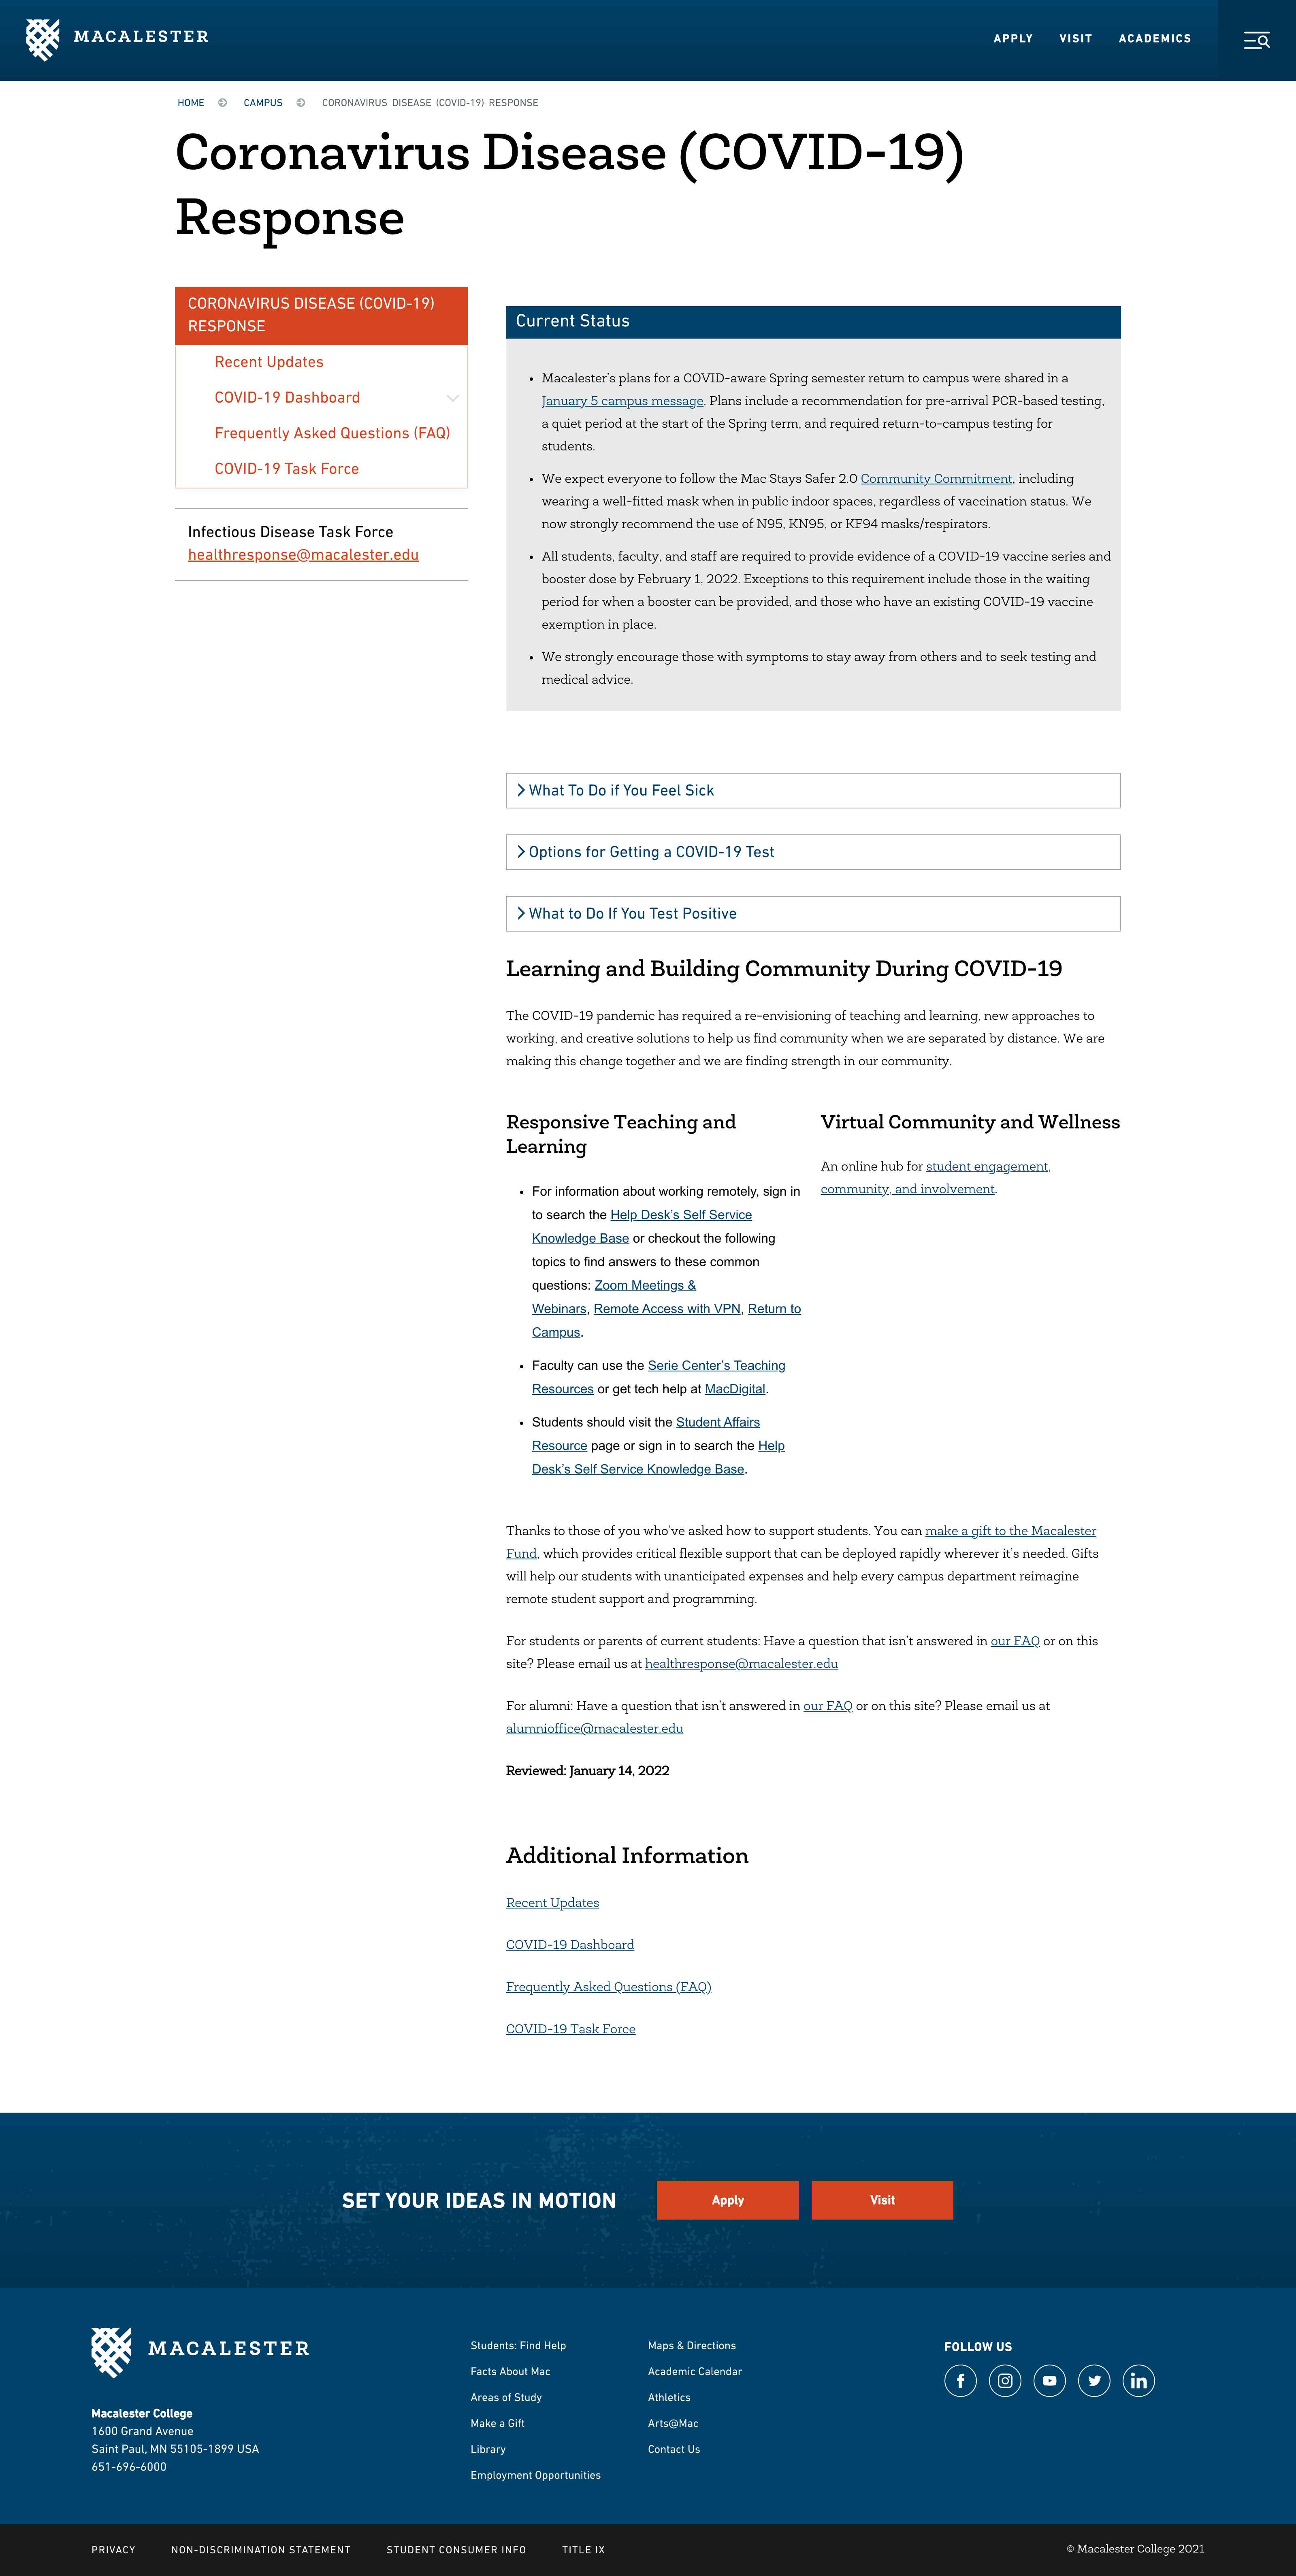 MACALESTER
APPLY VISIT ACADEMICS
HOME CAMPUS CORONAVIRUS DISEASE (COVID-19) RESPONSE
Coronavirus Disease (COVID-19)
Response
CORONAVIRUS DISEASE (COVID-19)
RESPONSE
Recent Updates
COVID-19 Dashboard
Frequently Asked Questions (FAQ)
COVID-19 Task Force
Infectious Disease Task Force
healthresponse@macalester.edu
Current Status
• Macalester's plans for a COVID-aware Spring semester return to campus were shared in a
January 5 campus message. Plans include a recommendation for pre-arrival PCR-based testing,
a quiet period at the start of the Spring term, and required return-to-campus testing for
students.
• We expect everyone to follow the Mac Stays Safer 2.0 Community Commitment, including
wearing a well-fitted mask when in public indoor spaces, regardless of vaccination status. We
now strongly recommend the use of N95, KN95, or KF94 masks/respirators.
• All students, faculty, and staff are required to provide evidence of a COVID-19 vaccine series and
booster dose by February 1, 2022. Exceptions to this requirement include those in the waiting
period for when a booster can be provided, and those who have an existing COVID-19 vaccine
exemption in place.
• We strongly encourage those with symptoms to stay away from others and to seek testing and
medical advice.
What To Do if You Feel Sick
Options for Getting a COVID-19 Test
What to Do If You Test Positive
Learning and Building Community During COVID-19
The COVID-19 pandemic has required a re-envisioning of teaching and learning, new approaches to
working, and creative solutions to help us find community when we are separated by distance. We are
making this change together and we are finding strength in our community.
Responsive Teaching and
Learning
• For information about working remotely, sign in
to search the Help Desk's Self Service
Knowledge Base or checkout the following
topics to find answers to these common
questions: Zoom Meetings &
Webinars, Remote Access with VPN, Return to
Campus.
• Faculty can use the Serie Center's Teaching
Resources or get tech help at MacDigital.
• Students should visit the Student Affairs
Resource page or sign in to search the Help
Desk's Self Service Knowledge Base.
Virtual Community and Wellness
An online hub for student engagement,
community, and involvement.
Thanks to those of you who've asked how to support students. You can make a gift to the Macalester
Fund, which provides critical flexible support that can be deployed rapidly wherever it's needed. Gifts
will help our students with unanticipated expenses and help every campus department reimagine
remote student support and programming.
For students or parents of current students: Have a question that isn't answered in our FAQ or on this
site? Please email us at healthresponse@macalester.edu
For alumni: Have a question that isn't answered in our FAQ or on this site? Please email us at
alumnioffice@macalester.edu
Reviewed: January 14, 2022
Additional Information
Recent Updates
COVID-19 Dashboard
Frequently Asked Questions (FAQ)
COVID-19 Task Force
SET YOUR IDEAS IN MOTION
Apply
Visit
MACALESTER
Macalester College
1600 Grand Avenue
Saint Paul, MN 55105-1899 USA
651-696-6000
Students: Find Help
Facts About Mac
Areas of Study
Make a Gift
Library
Employment Opportunities
Maps & Directions
Academic Calendar
Athletics
Arts@Mac
Contact Us
FOLLOW US
PRIVACY NON-DISCRIMINATION STATEMENT STUDENT CONSUMER INFO TITLE IX
© Macalester College 2021